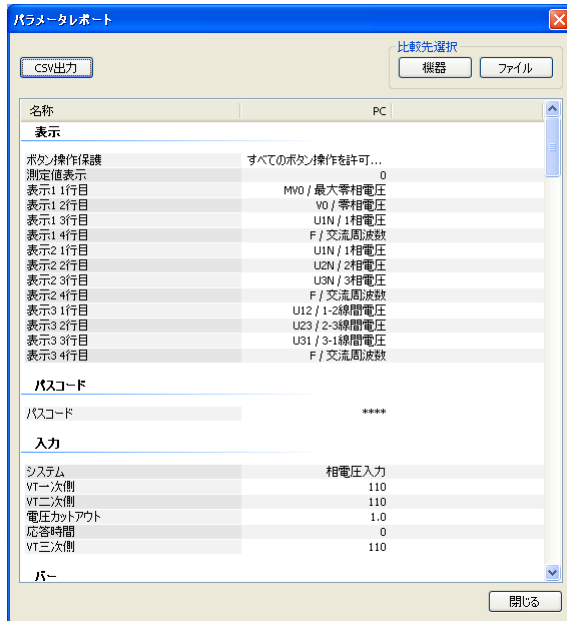 パラメータレポート
比較先選択
CSV出力 機器 ファイル
名称 PC
表示
ボタン操作保護 すべてのボタン操作を許可...
測定値表示 0
表示1 1行目 MV0 / 最大零相電圧
表示1 2行目 V0 / 零相電圧
表示1 3行目 U1N / 1相電圧
表示1 4行目 F / 交流周波数
表示2 1行目 U1N / 1相電圧
表示2 2行目 U2N / 2相電圧
表示2 3行目 U3N / 3相電圧
表示2 4行目 F / 交流周波数
表示3 1行目 U12 / 1-2線間電圧
表示3 2行目 U23 / 2-3線間電圧
表示3 3行目 U31 / 3-1線間電圧
表示3 4行目 F / 交流周波数
パスコード
パスコード ****
入力
システム 相電圧入力
VT一次側 110
VT二次側 110
電圧カットアウト 1.0
応答時間 0
VT三次側 110
バー
閉じる